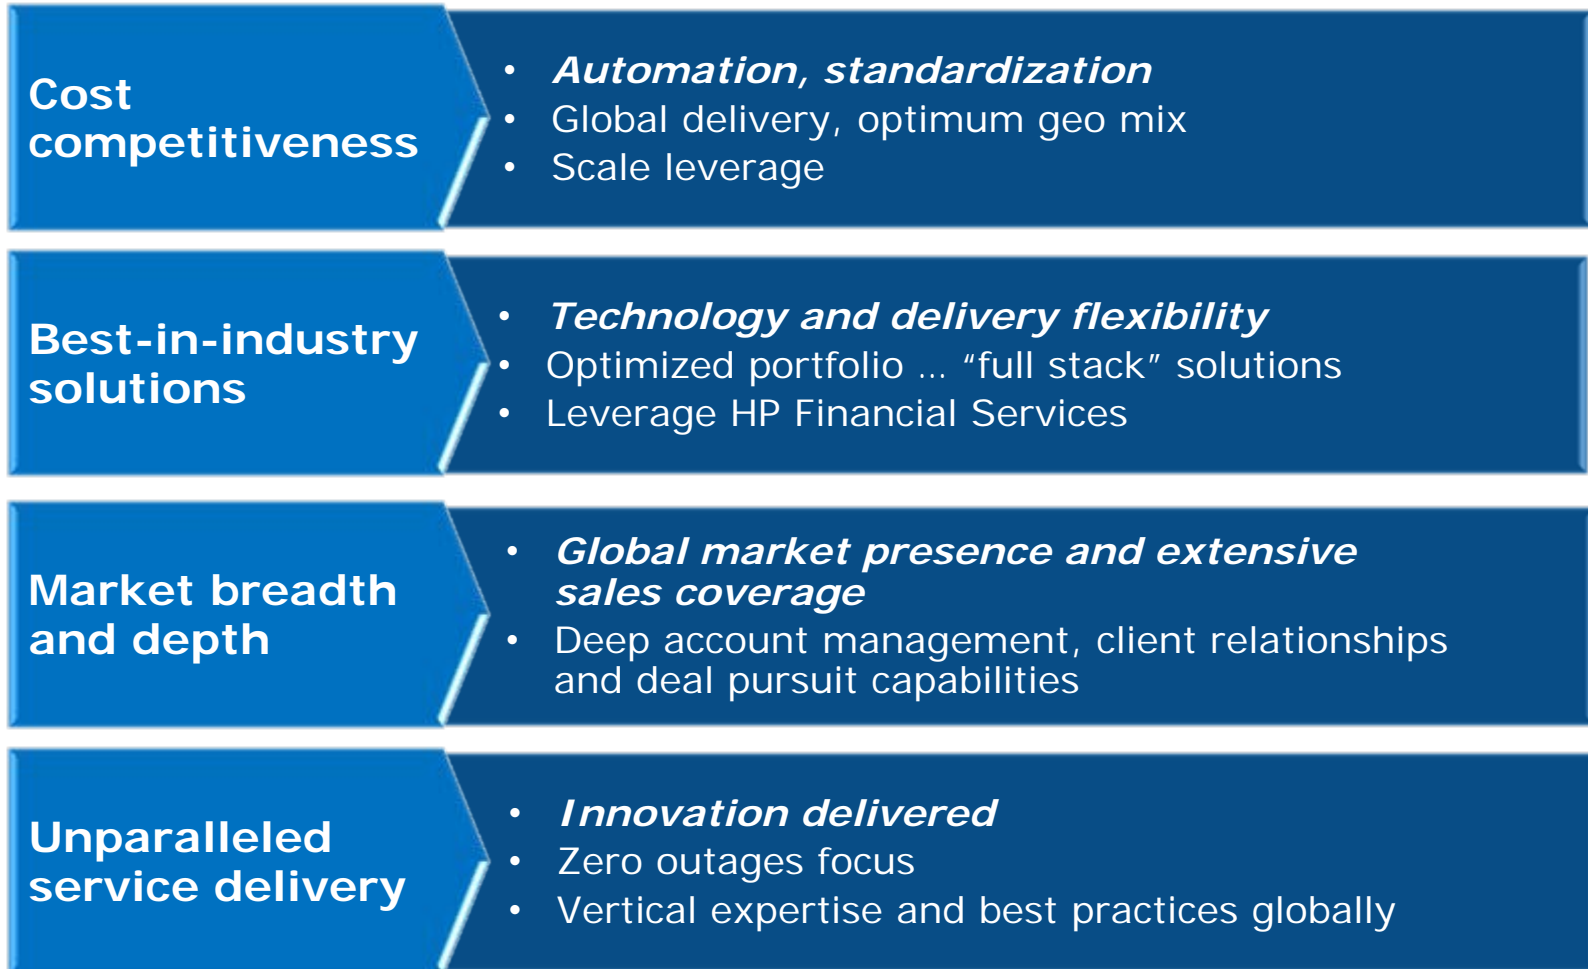 Cost
competitiveness
• Automation, standardization
• Global delivery, optimum geo mix
• Scale leverage
Best-in-industry
solutions
• Technology and delivery flexibility
• Optimized portfolio ... “full stack” solutions
• Leverage HP Financial Services
Market breadth
and depth
• Global market presence and extensive
sales coverage
• Deep account management, client relationships
and deal pursuit capabilities
Unparalleled
service delivery
• Innovation delivered
• Zero outages focus
• Vertical expertise and best practices globally